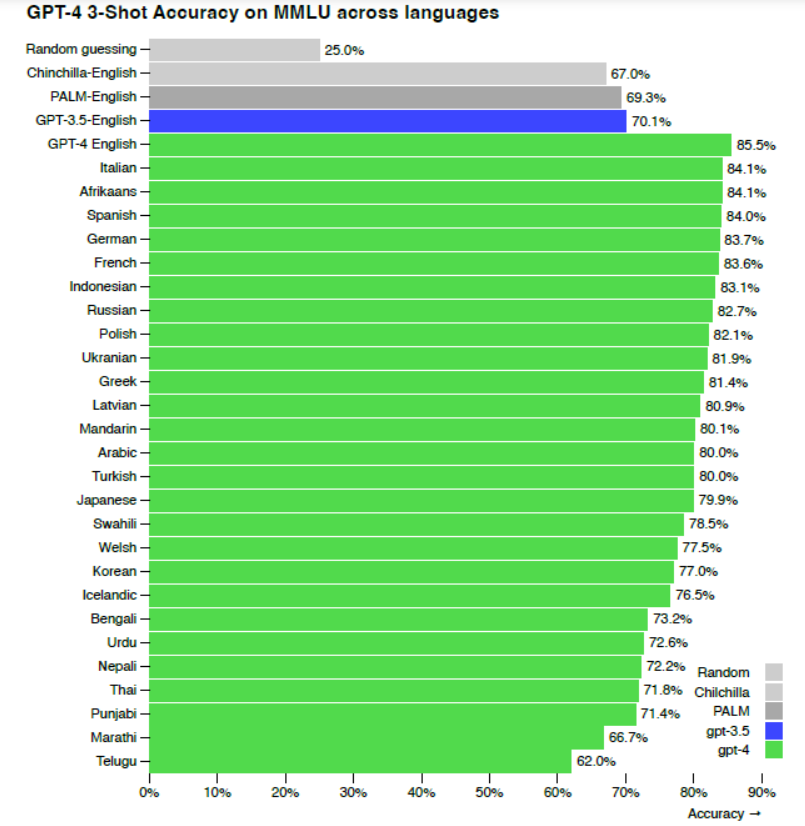 GPT-4 3-Shot Accuracy on MMLU across languages
Random guessing 25.0%
Chinchilla-English 67.0%
PALM-English 69.3%
GPT-3.5-English 70.1%
GPT-4 English 85.5%
Italian 84.1%
Afrikaans 84.1%
Spanish 84.0%
German 83.7%
French 83.6%
Indonesian 83.1%
Russian 82.7%
Polish 82.1%
Ukranian 81.9%
Greek 81.4%
Latvian 80.9%
Mandarin 80.1%
Arabic 80.0%
Turkish 80.0%
Japanese 79.9%
Swahili 78.5%
Welsh 77.5%
Korean 77.0%
Icelandic 76.5%
Bengali 73.2%
Urdu 72.6%
Nepali 72.2%
Thai 71.8%
Punjabi 71.4%
Marathi 66.7%
Telugu 62.0%
Random
Chilchilla
PALM
gpt-3.5
gpt-4
0% 10% 20% 30% 40% 50% 60% 70% 80% 90%
Accuracy →